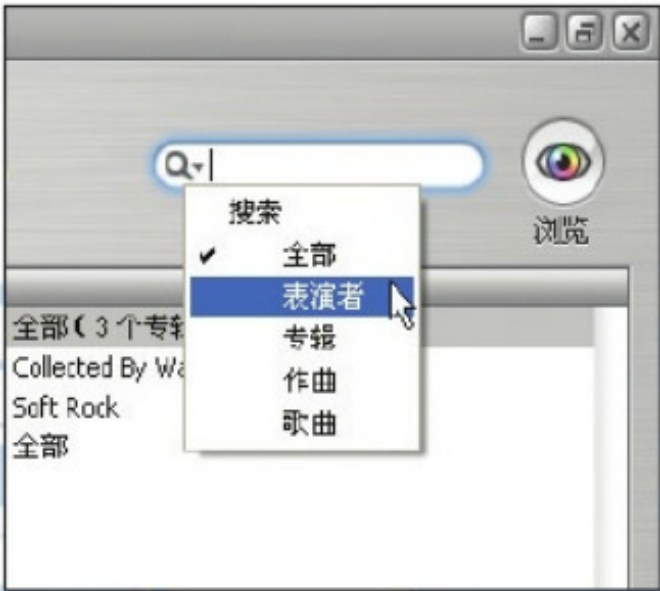 浏览
搜索
全部
表演者
专辑
作曲
歌曲
全部(3 个专辑
Collected By Wa
Soft Rock
全部